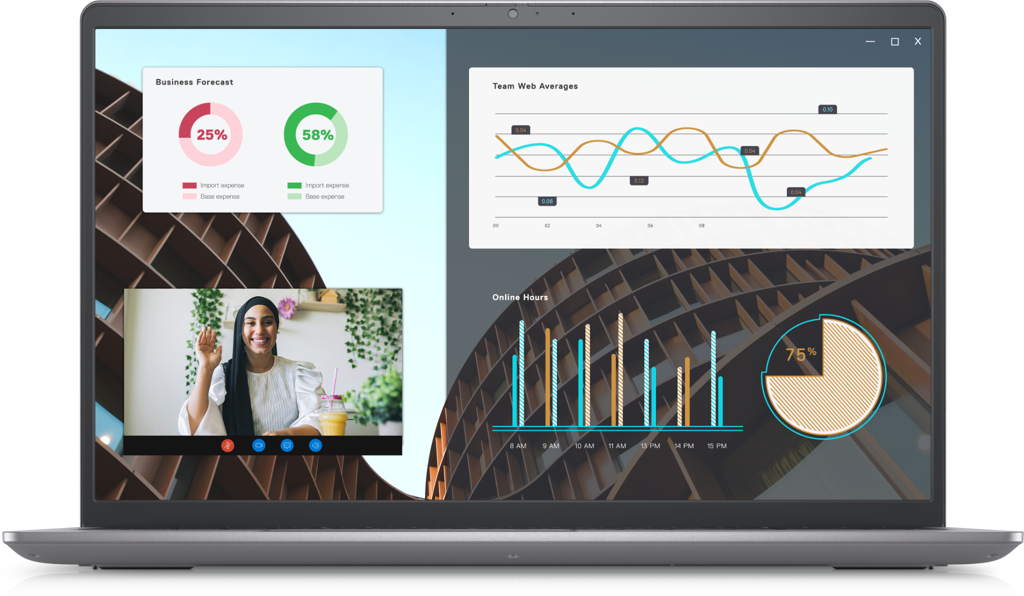 Business Forecast
25%
58%
Import expense
Base expense
Import expense
Base expense
X
Team Web Averages
0.10
0.04
0.04
0.12
0.04
0.08
00 02 04 06 08
Online Hours
75%
8 AM 9 AM 10 AM 11 AM 13 PM 14 PM 15 PM